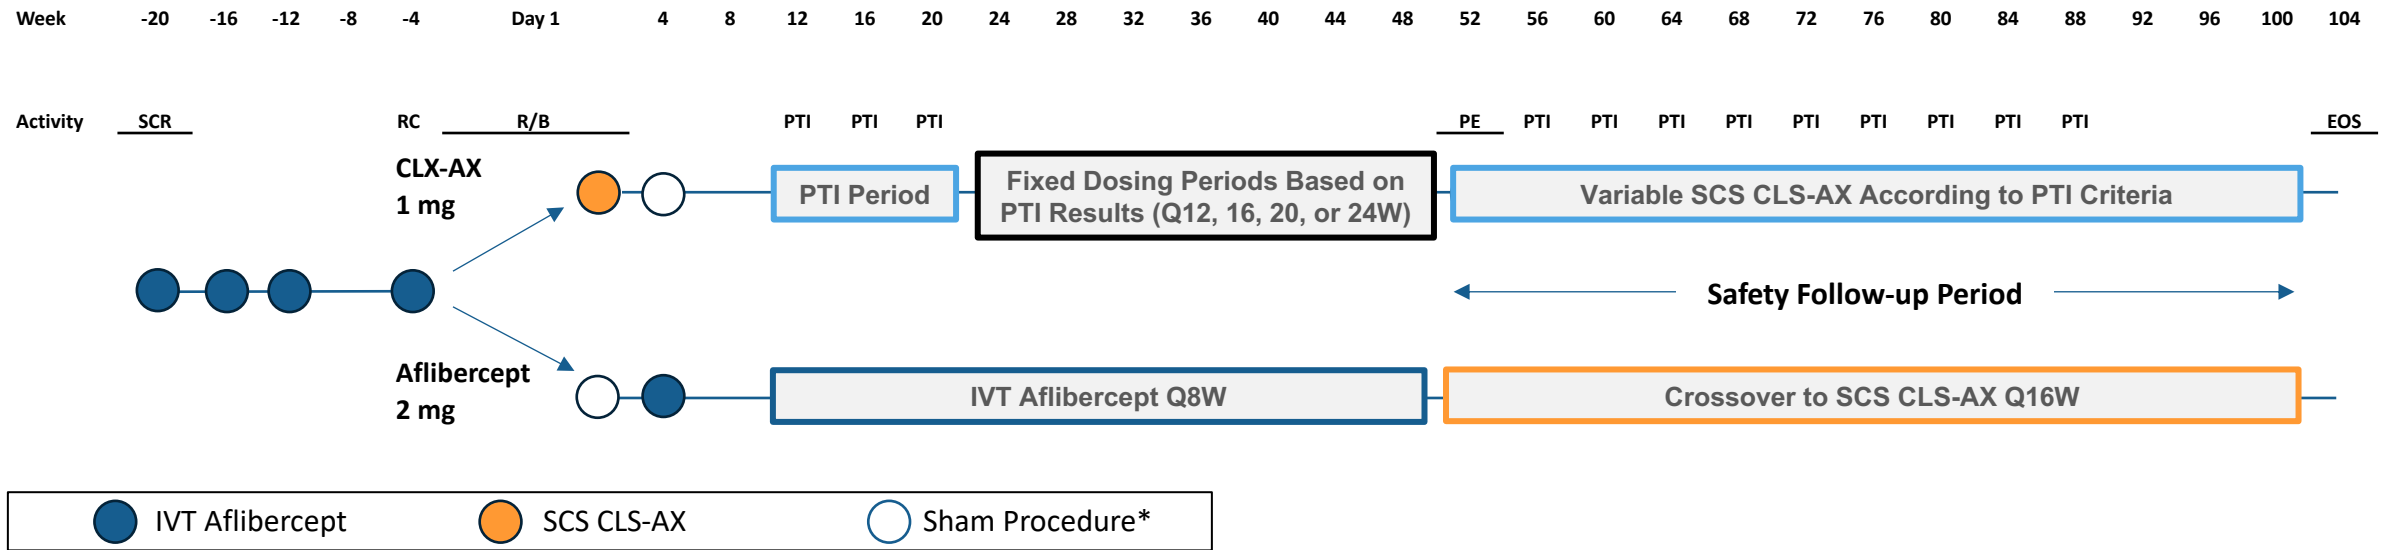 Week -20 -16 -12 -8 -4 Day 1 4 8 12 16 20 24 28 32 36 40 44 48 52 56 60 64 68 72 76 80 84 88 92 96 100 104
Activity SCR RC R/B PTI PTI PTI PE PTI PTI PTI PTI PTI PTI PTI PTI PTI EOS
CLX-AX
1 mg
PTI Period
Fixed Dosing Periods Based on
PTI Results (Q12, 16, 20, or 24W)
Variable SCS CLS-AX According to PTI Criteria
Safety Follow-up Period
Aflibercept
2 mg
IVT Aflibercept Q8W
Crossover to SCS CLS-AX Q16W
IVT Aflibercept SCS CLS-AX Sham Procedure*